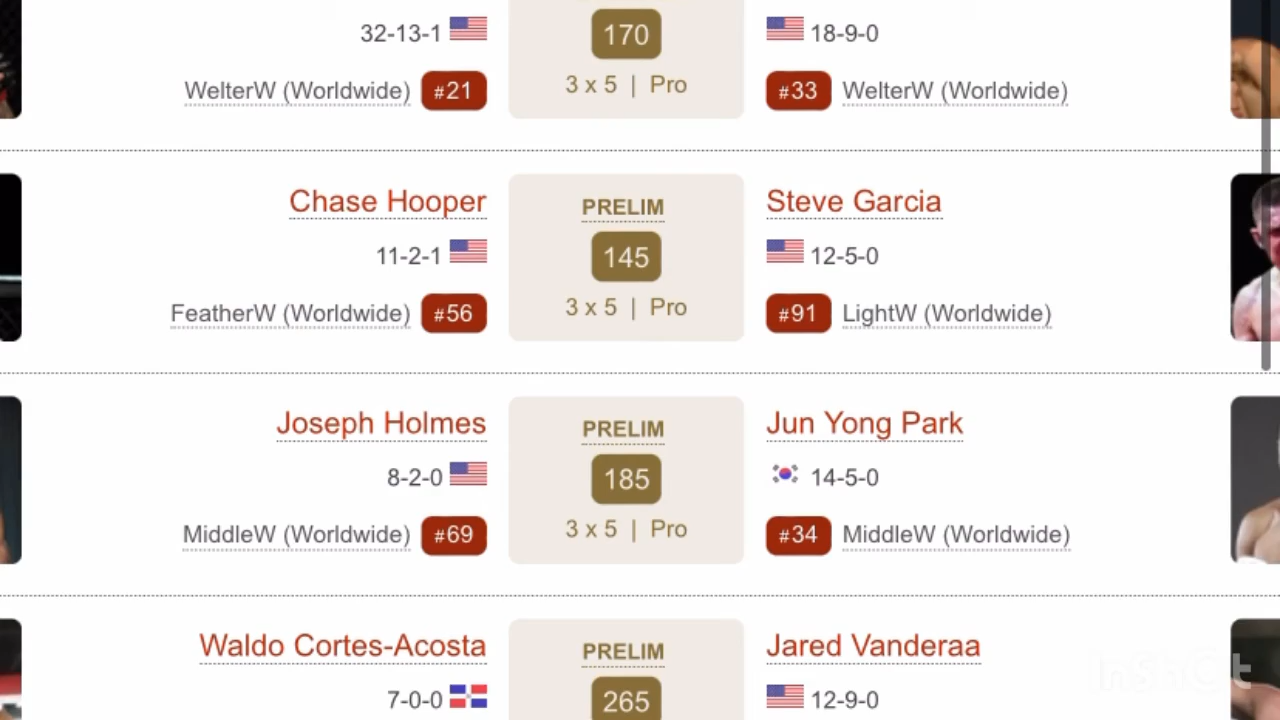 32-13-1 170 18-9-0
WelterW (Worldwide) #21 3 x 5 | Pro #33 WelterW (Worldwide)
Chase Hooper PRELIM Steve Garcia
11-2-1 145 12-5-0
FeatherW (Worldwide) #56 3 x 5 | Pro #91 LightW (Worldwide)
Joseph Holmes PRELIM Jun Yong Park
8-2-0 185 14-5-0
MiddleW (Worldwide) #69 3 x 5 | Pro #34 MiddleW (Worldwide)
Waldo Cortes-Acosta PRELIM Jared Vanderaa
7-0-0 265 12-9-0
InShOt